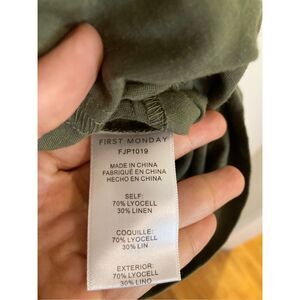 FIRST MONDAY
FJP1019
MADE IN CHINA
FABRIQUÉ EN CHINA
HECHO EN CHINA
SELF:
70% LYOCELL
30% LINEN
COQUILLE:
70% LYOCELL
30% LIN
EXTERIOR:
70% LYOCELL
30% LINO